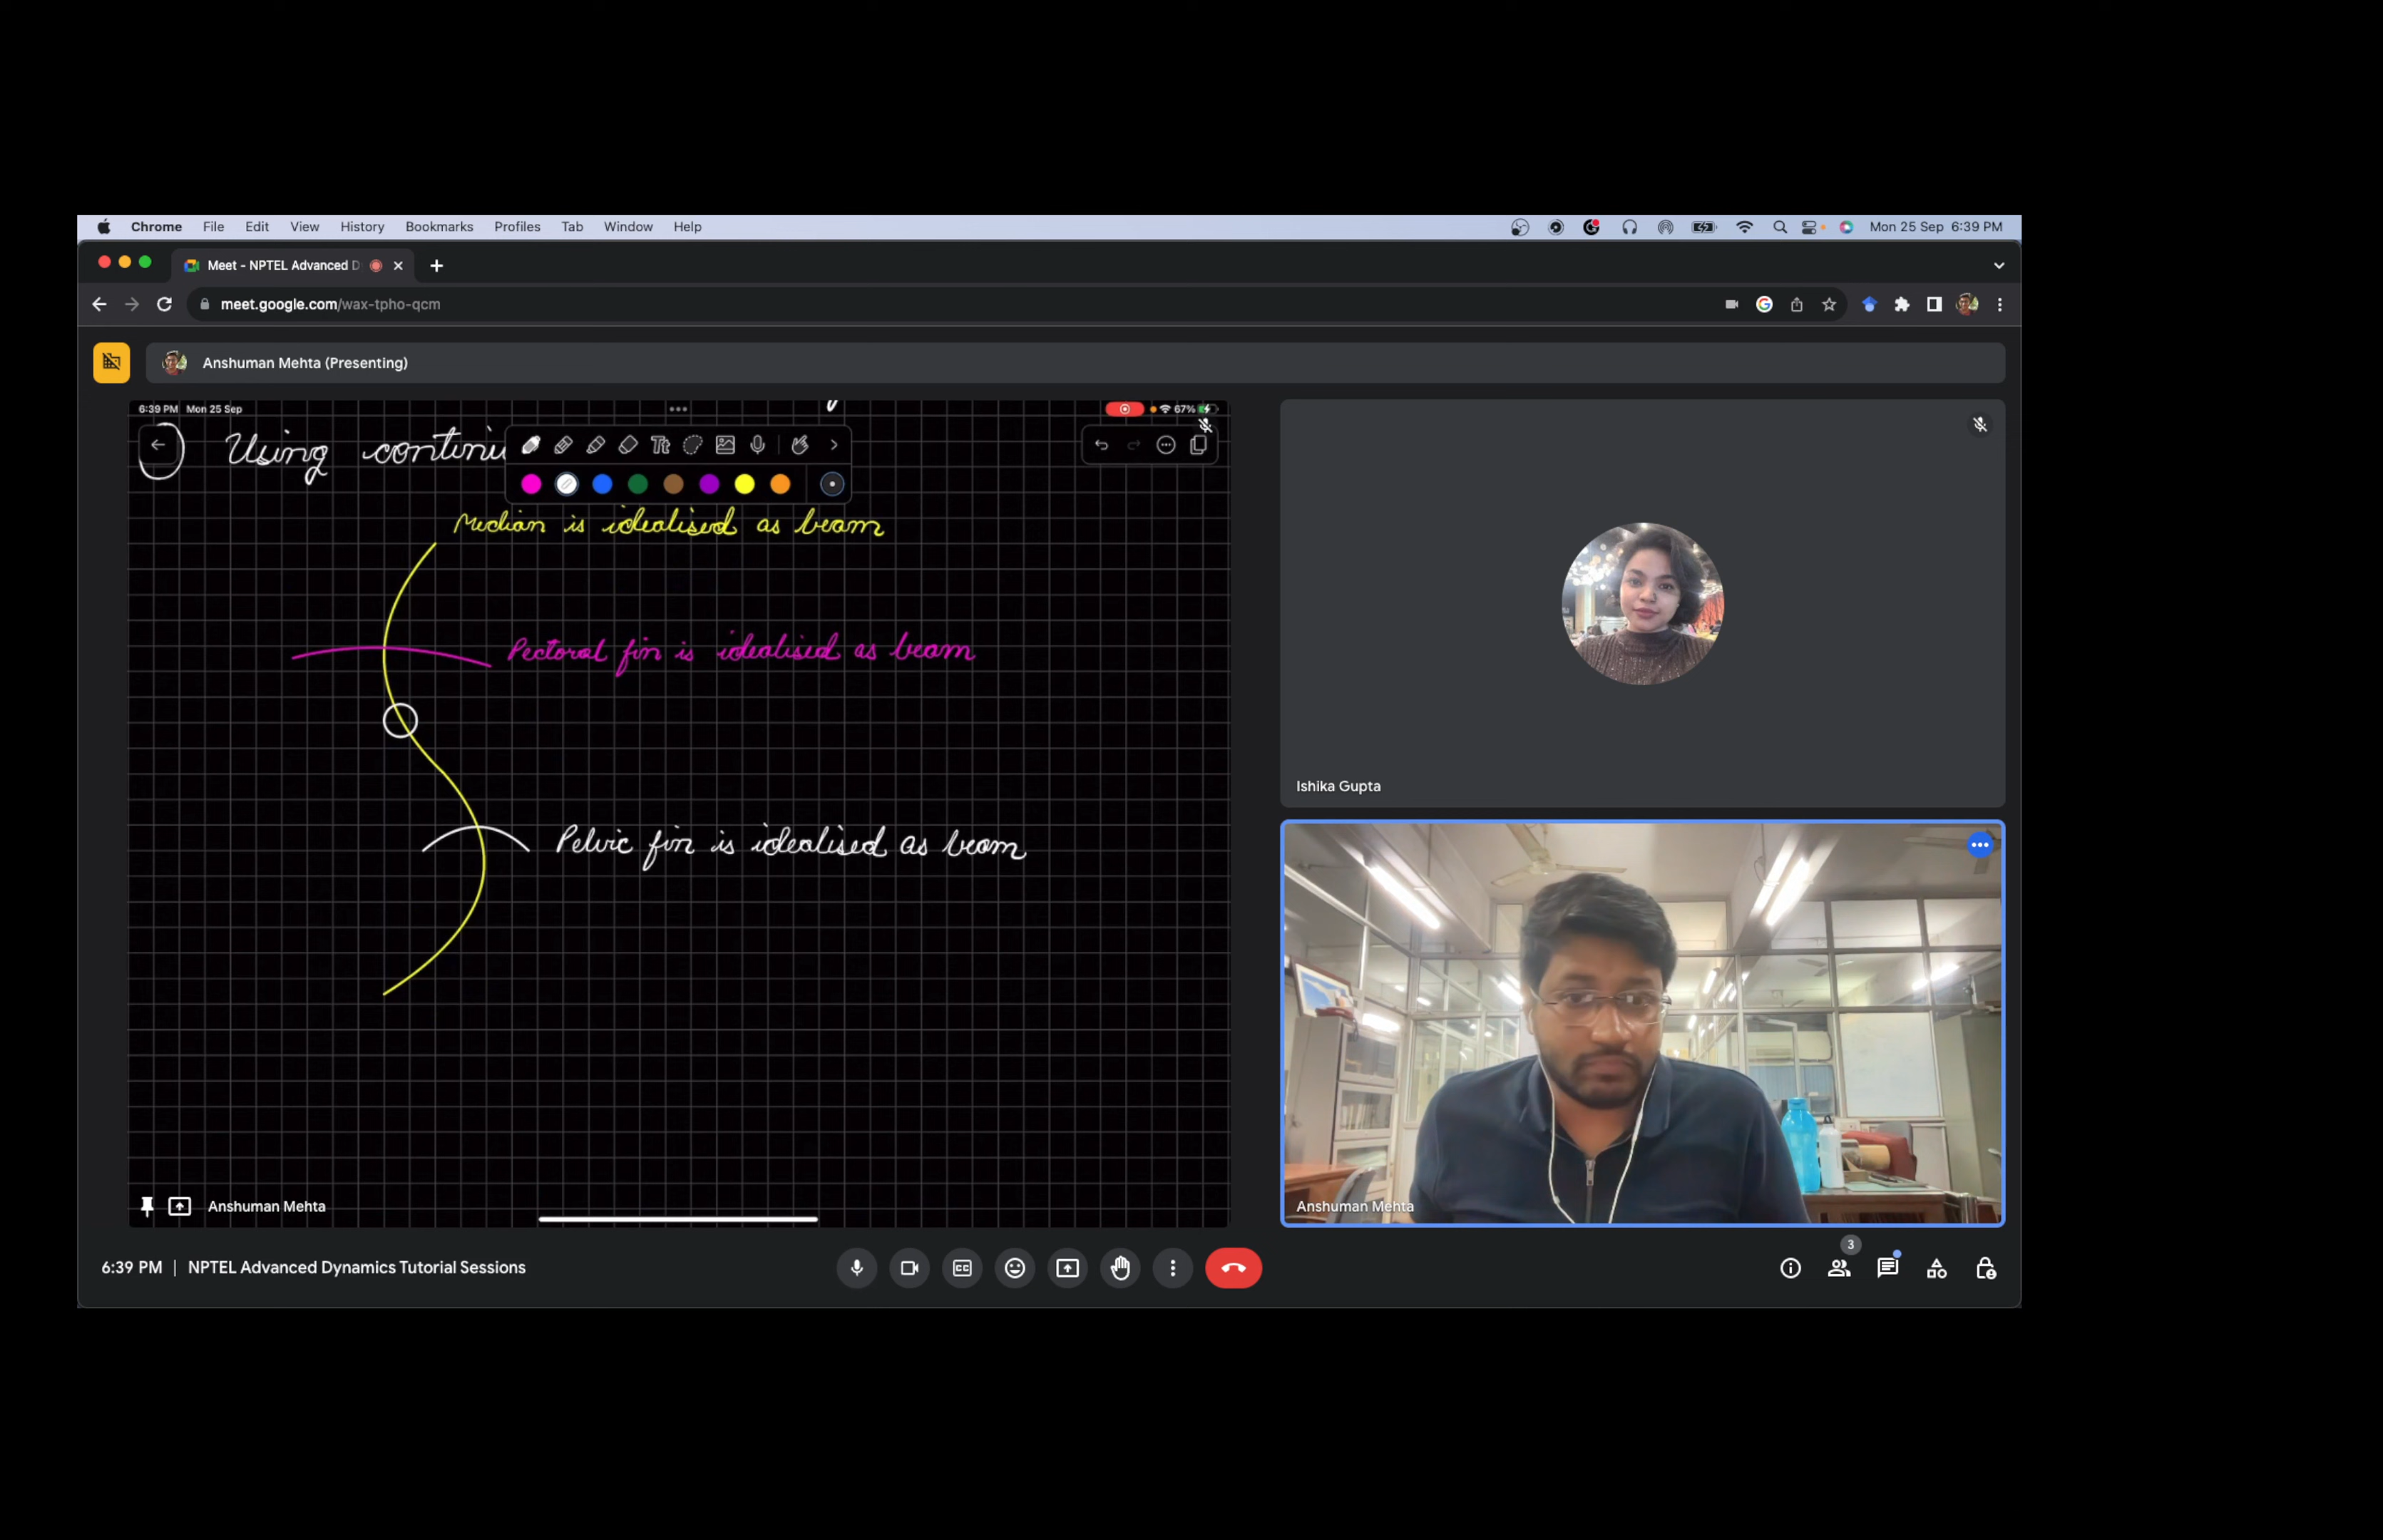 Chrome File Edit View History Bookmarks Profiles Tab Window Help Mon 25 Sep 6:39 PM
Meet - NPTEL Advanced D
meet.google.com/wax-tpho-qcm
Anshuman Mehta (Presenting)
6:39 PM Mon 25 Sep 67%
Using continu
Tt
Median is idealised as beam
Pectoral fin is idealised as beam
Pelvic fin is idealised as beam
Anshuman Mehta
Ishika Gupta
Anshuman Mehta
6:39 PM | NPTEL Advanced Dynamics Tutorial Sessions
CC
3